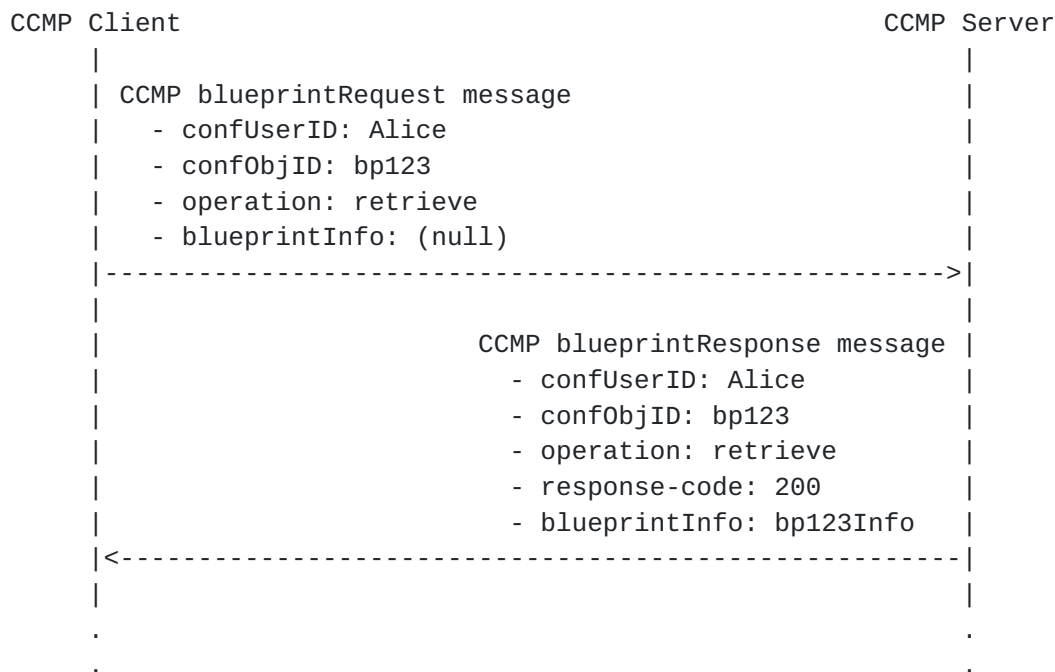 CCMP Client                                             CCMP Server
     |                                                       |
     | CCMP blueprintRequest message                         |
     |   - confUserID: Alice                                 |
     |   - confObjID: bp123                                  |
     |   - operation: retrieve                               |
     |   - blueprintInfo: (null)                             |
     |------------------------------------------------------>|
     |                                                       |
     |                        CCMP blueprintResponse message |
     |                          - confUserID: Alice          |
     |                          - confObjID: bp123           |
     |                          - operation: retrieve        |
     |                          - response-code: 200         |
     |                          - blueprintInfo: bp123Info   |
     |<------------------------------------------------------|
     |                                                       |
     .                                                       .
     .                                                       .